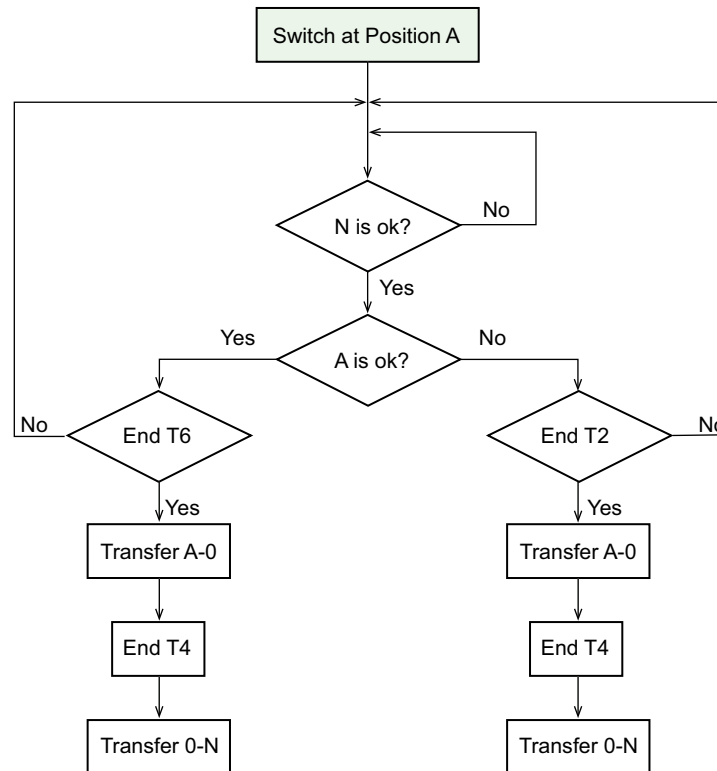 Switch at Position A
N is ok?
No
Yes
Yes
A is ok?
No
No
End T6
End T2
No
Yes
Yes
Transfer A-0
Transfer A-0
End T4
End T4
Transfer 0-N
Transfer 0-N